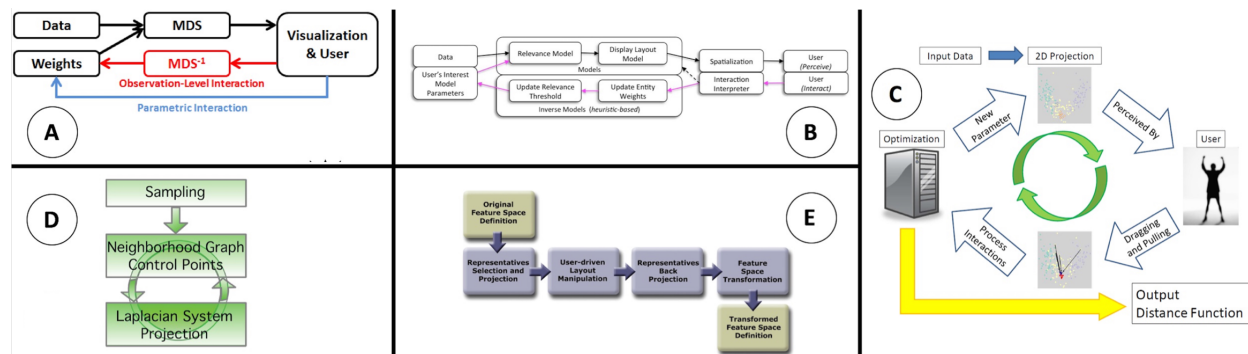 Data
MDS
Visualization
& User
Weights
MDS⁻¹
Observation-Level Interaction
Parametric Interaction
A
Data
Relevance Model
Display Layout
Model
Models
Spatialization
User
(Perceive)
User's Interest
Model
Parameters
Update Relevance
Threshold
Update Entity
Weights
Inverse Models (heuristic-based)
Interaction
Interpreter
User
(Interact)
B
Input Data
2D Projection
C
New
Parameter
Perceived By
Optimization
User
Process
Interactions
Dragging
and Pulling
Output
Distance Function
D
Sampling
Neighborhood Graph
Control Points
Laplacian System
Projection
E
Original
Feature Space
Definition
Representatives
Selection and
Projection
User-driven
Layout
Manipulation
Representatives
Back
Projection
Feature
Space
Transformation
Transformed
Feature Space
Definition